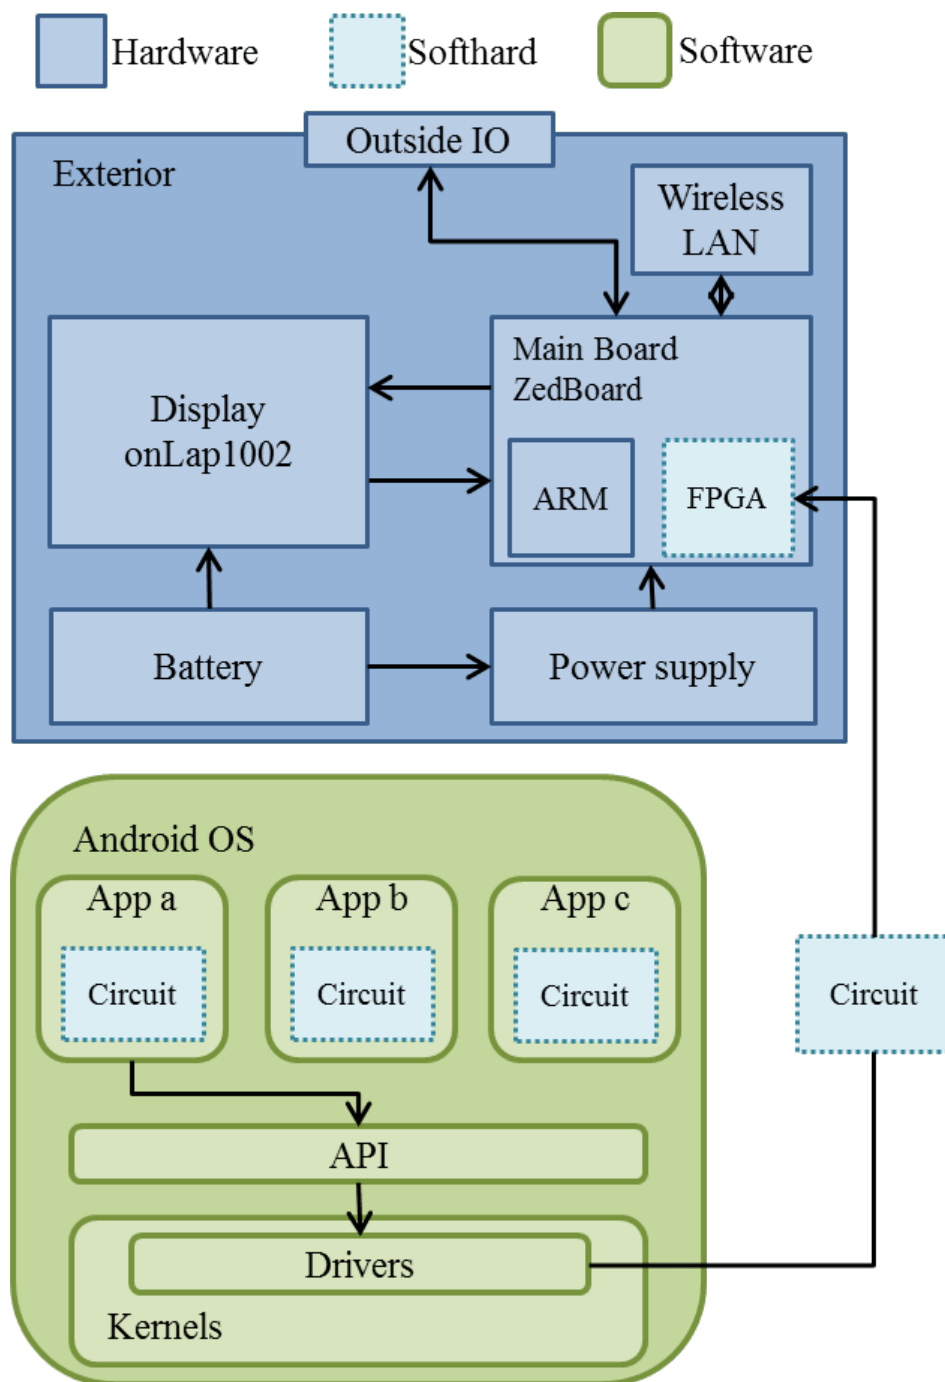 Hardware
Softhard
Software
Outside IO
Exterior
Wireless
LAN
Main Board
ZedBoard
Display
onLap1002
ARM
FPGA
Battery
Power supply
Android OS
App a
App b
App c
Circuit
Circuit
Circuit
Circuit
API
Drivers
Kernels